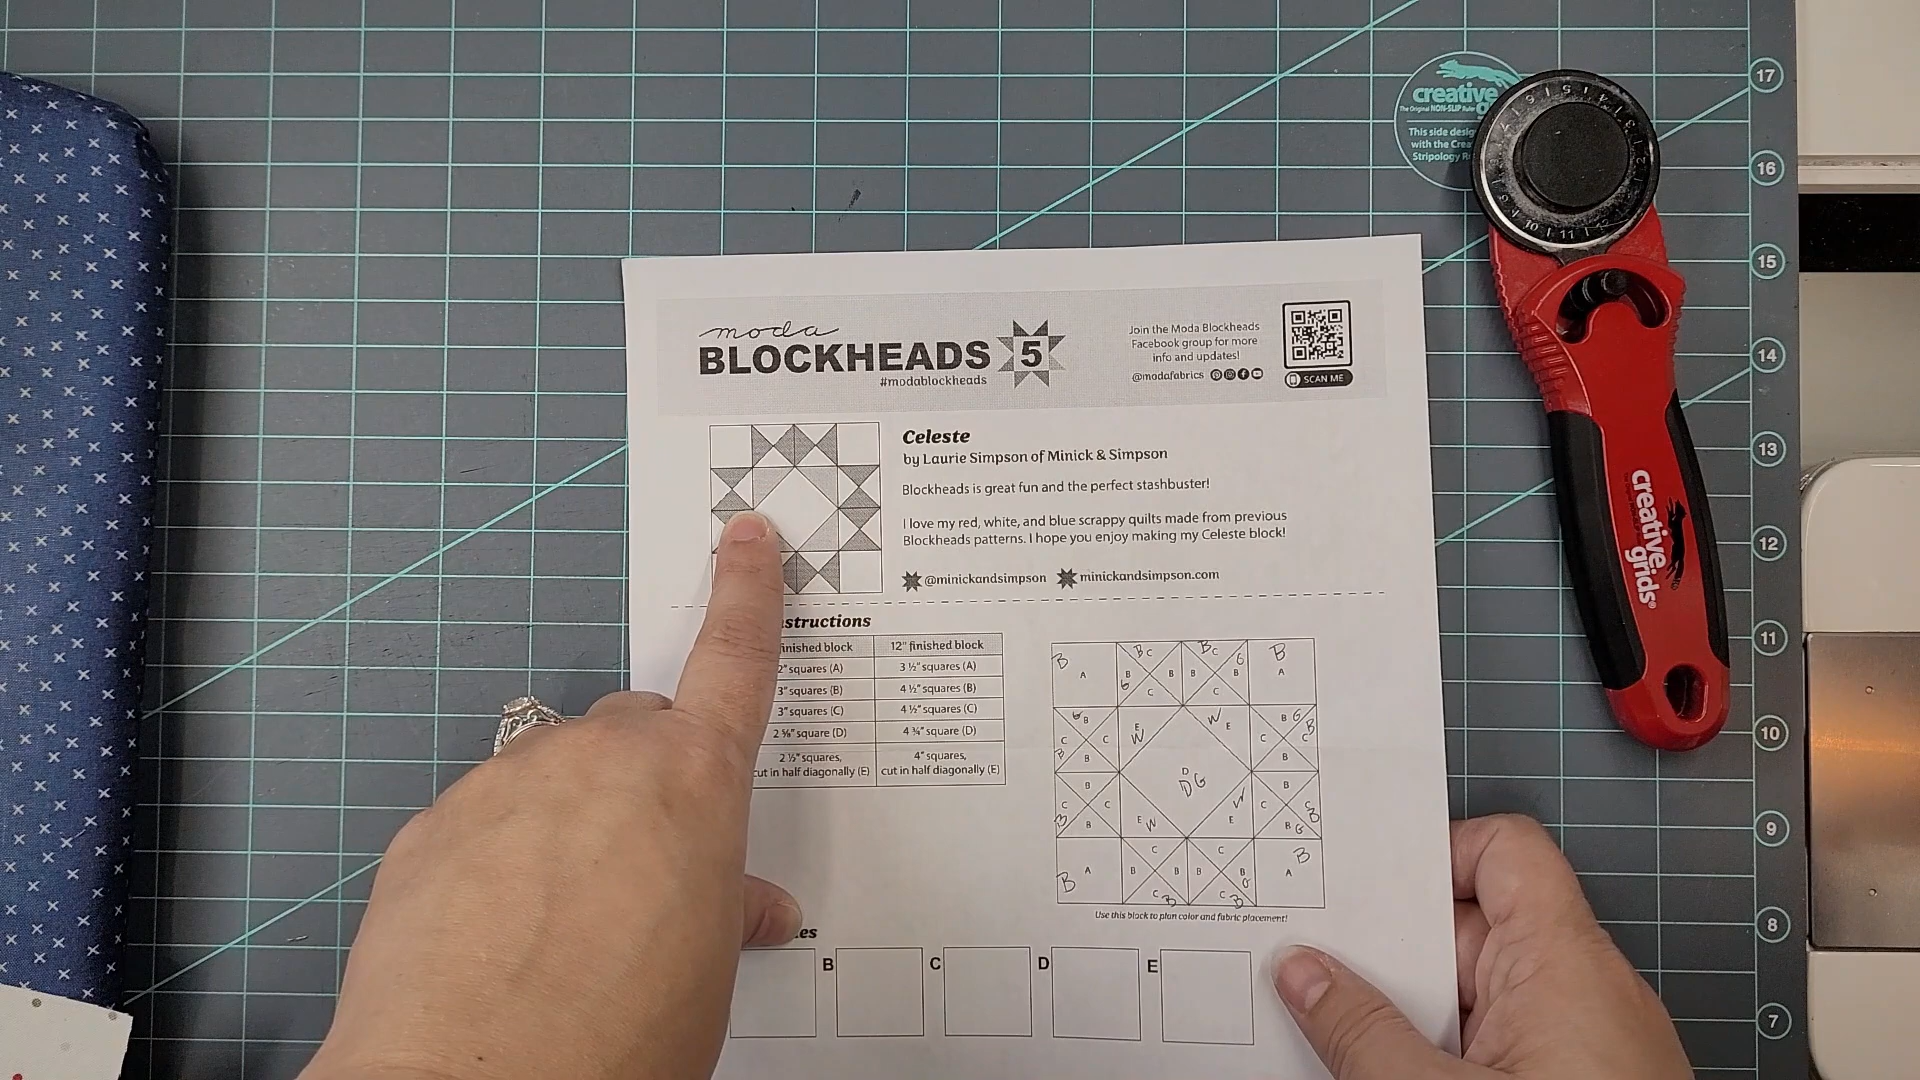 creative
The Original NON-SLIP Ruler
This side desig
with the Crea
Stripology R
17
16
15
14
13
12
11
10
9
8
7
creative grids®
moda
BLOCKHEADS 5
#modablockheads
Join the Moda Blockheads
Facebook group for more
info and updates!
@modafabrics
SCAN ME
Celeste
by Laurie Simpson of Minick & Simpson
Blockheads is great fun and the perfect stashbuster!
I love my red, white, and blue scrappy quilts made from previous
Blockheads patterns. I hope you enjoy making my Celeste block!
@minickandsimpson minickandsimpson.com
structions
inished block 12" finished block
2" squares (A) 3 ½" squares (A)
3" squares (B) 4 ½" squares (B)
3" squares (C) 4 ½" squares (C)
2 ⅝" square (D) 4 ¾" square (D)
2 ½" squares, 4" squares,
cut in half diagonally (E) cut in half diagonally (E)
B A B C B B B C B B B A
C C
E W W E
D
D G
E W W E
B A B A
Use this block to plan color and fabric placement!
es
B C D E